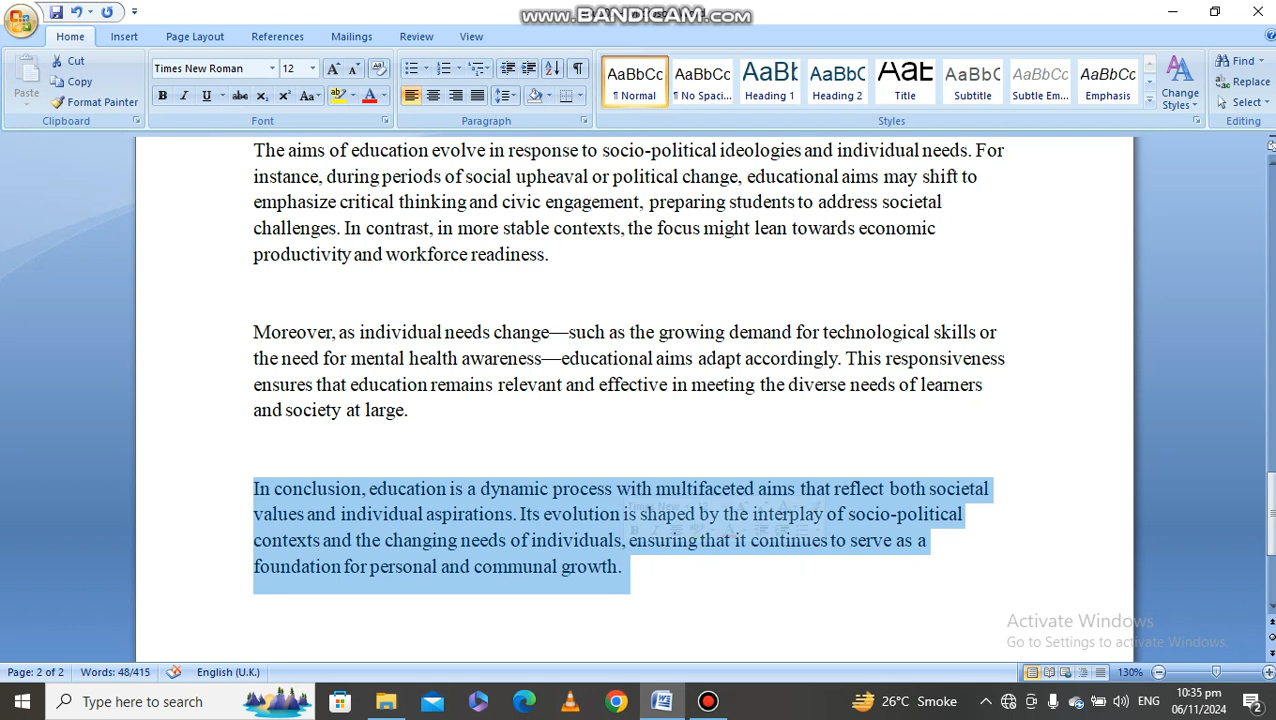 www.BANDICAM.com
Home Insert Page Layout References Mailings Review View
Paste
Cut
Copy
Format Painter
Clipboard
Times New Roman 12
Font
Paragraph
AaBbCc AaBbCc AaBbC AaBbC AaB AaBbCc AaBbCc AaBbCc
¶ Normal ¶ No Spaci... Heading 1 Heading 2 Title Subtitle Subtle Em... Emphasis
Styles
Change Styles
Find
Replace
Select
Editing
The aims of education evolve in response to socio-political ideologies and individual needs. For
instance, during periods of social upheaval or political change, educational aims may shift to
emphasize critical thinking and civic engagement, preparing students to address societal
challenges. In contrast, in more stable contexts, the focus might lean towards economic
productivity and workforce readiness.
Moreover, as individual needs change—such as the growing demand for technological skills or
the need for mental health awareness—educational aims adapt accordingly. This responsiveness
ensures that education remains relevant and effective in meeting the diverse needs of learners
and society at large.
In conclusion, education is a dynamic process with multifaceted aims that reflect both societal
values and individual aspirations. Its evolution is shaped by the interplay of socio-political
contexts and the changing needs of individuals, ensuring that it continues to serve as a
foundation for personal and communal growth.
Activate Windows
Go to Settings to activate Windows.
Page: 2 of 2 Words: 48/415 English (U.K.) 130%
Type here to search
26°C Smoke
ENG
10:35 pm
06/11/2024
2